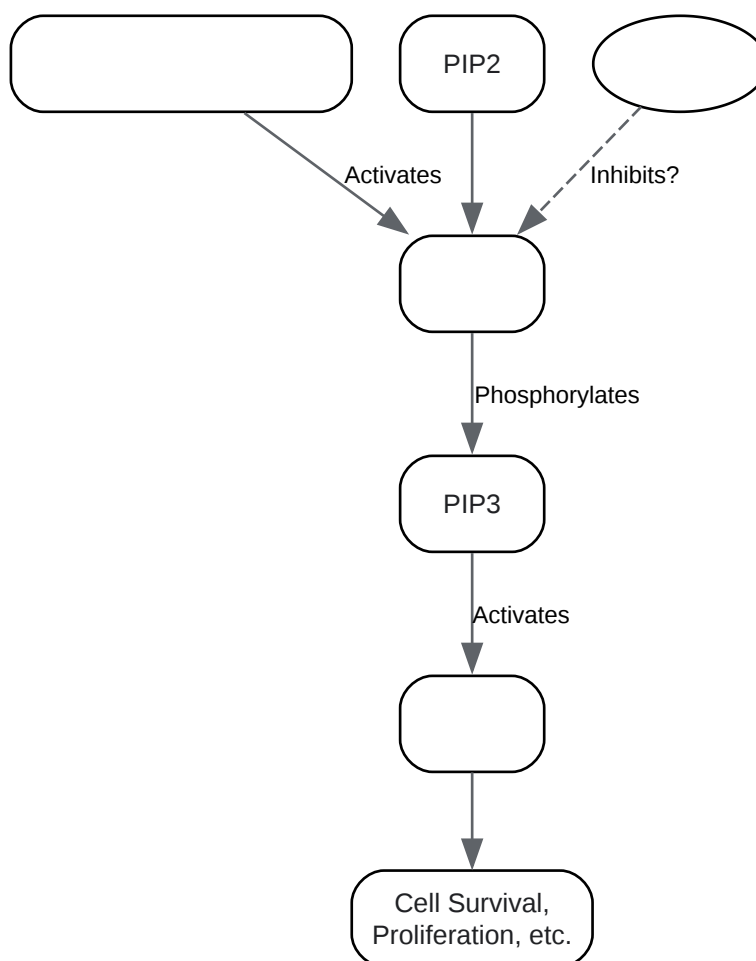 PIP2
Activates
Inhibits?
Phosphorylates
PIP3
Activates
Cell Survival,
Proliferation, etc.